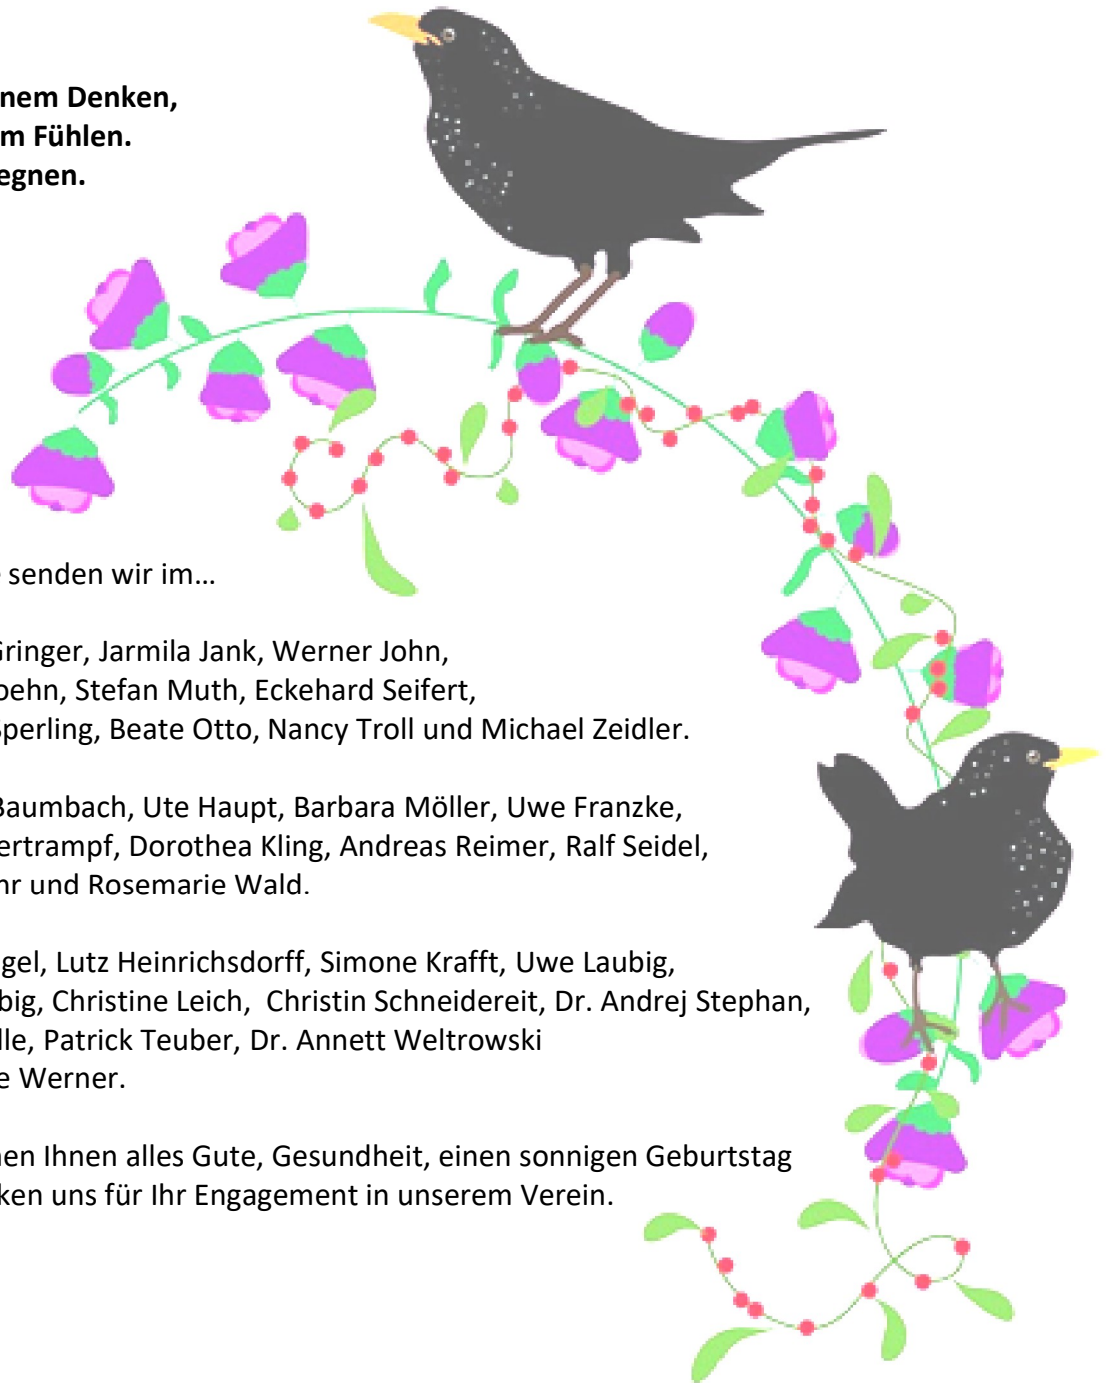 nem Denken,
m Fühlen.
egnen.
senden wir im…
Gringer, Jarmila Jank, Werner John,
oehn, Stefan Muth, Eckehard Seifert,
Sperling, Beate Otto, Nancy Troll und Michael Zeidler.
Baumbach, Ute Haupt, Barbara Möller, Uwe Franzke,
ertrampf, Dorothea Kling, Andreas Reimer, Ralf Seidel,
hr und Rosemarie Wald.
gel, Lutz Heinrichsdorff, Simone Krafft, Uwe Laubig,
big, Christine Leich, Christin Schneidereit, Dr. Andrej Stephan,
lle, Patrick Teuber, Dr. Annett Weltrowski
e Werner.
nen Ihnen alles Gute, Gesundheit, einen sonnigen Geburtstag
ken uns für Ihr Engagement in unserem Verein.